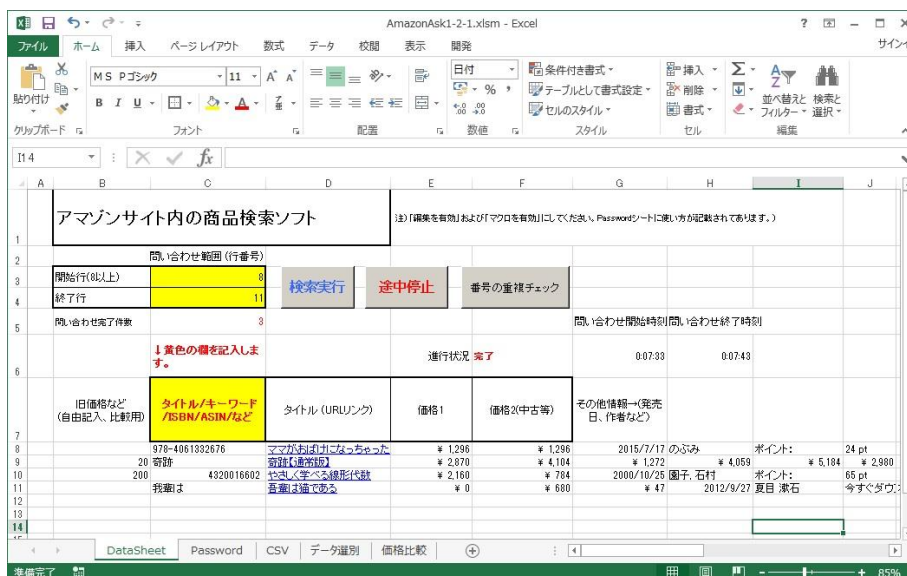 AmazonAsk1-2-1.xlsm - Excel
ファイル ホーム 挿入 ページ レイアウト 数式 データ 校閲 表示 開発 サインイ
貼り付け MS Pゴシック 11 A A 日付 条件付き書式 挿入 Σ
B I U A % , テーブルとして書式設定 削除 並べ替えと 検索と
セルのスタイル 書式 フィルター 選択
クリップボード フォント 配置 数値 スタイル セル 編集
I14 fx
A B C D E F G H I J
1 アマゾンサイト内の商品検索ソフト 注)「編集を有効」および「マクロを有効」にしてください。Passwordシートに使い方が記載されてあります。)
2 問い合わせ範囲 (行番号)
3 開始行(8以上) 8
検索実行 途中停止 番号の重複チェック
4 終了行 11
5 問い合わせ完了件数 3 問い合わせ開始時刻 問い合わせ終了時刻
6 ↓黄色の欄を記入します。 進行状況 完了 0:07:33 0:07:43
7 旧価格など (自由記入、比較用) タイトル/キーワード/ISBN/ASIN/など タイトル (URLリンク) 価格1 価格2(中古等) その他情報→(発売日、作者など)
8 978-4061332676 ママがおばけになっちゃった ¥ 1,296 ¥ 1,296 2015/7/17 のぶみ ポイント: 24 pt
9 20 奇跡 奇跡【通常版】 ¥ 2,870 ¥ 4,104 ¥ 1,272 ¥ 4,059 ¥ 5,184 ¥ 2,980
10 200 4320016602 やさしく学べる線形代数 ¥ 2,160 ¥ 784 2000/10/25 園子, 石村 ポイント: 65 pt
11 我輩は 吾輩は猫である ¥ 0 ¥ 680 ¥ 47 2012/9/27 夏目 漱石 今すぐダウン
12
13
14
DataSheet Password CSV データ選別 価格比較
準備完了 85%